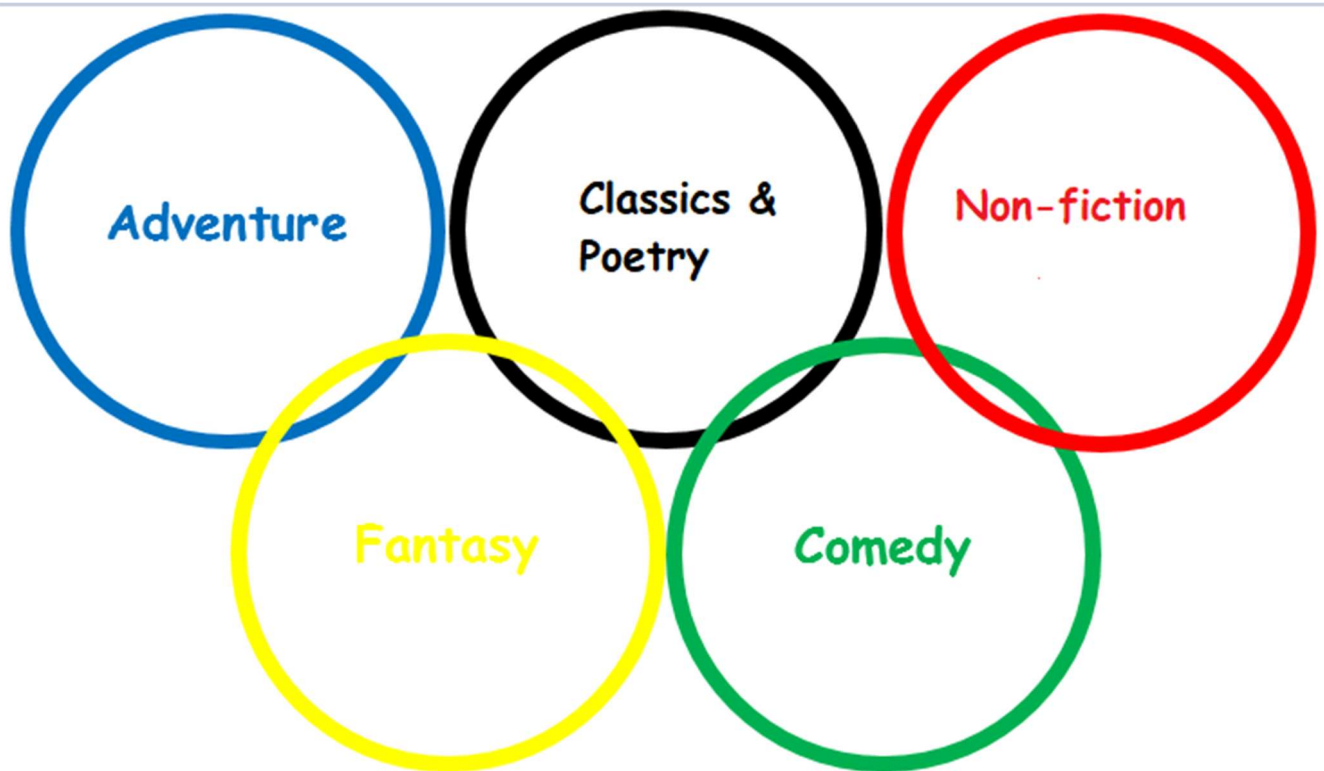 Adventure
Classics &
Poetry
Non-fiction
Fantasy
Comedy